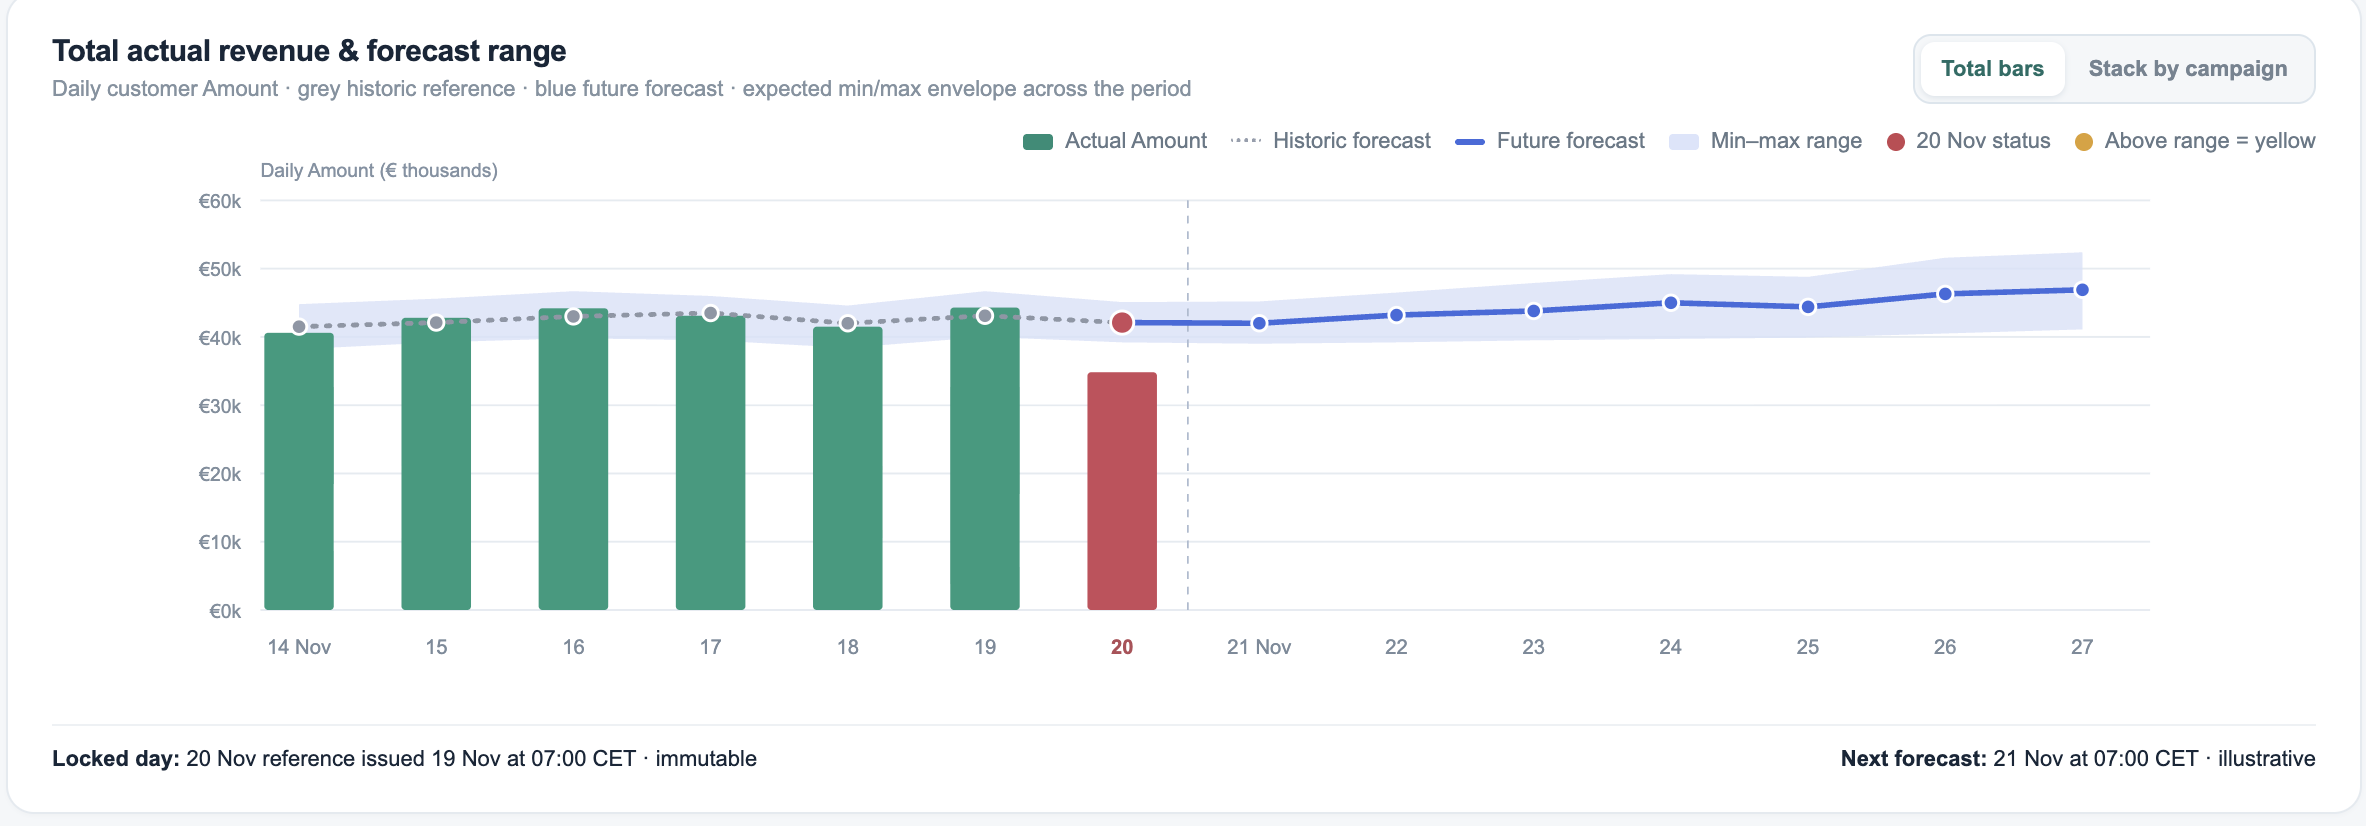 Total actual revenue & forecast range
Daily customer Amount · grey historic reference · blue future forecast · expected min/max envelope across the period
Total bars
Stack by campaign
Actual Amount
Historic forecast
Future forecast
Min–max range
20 Nov status
Above range = yellow
Daily Amount (€ thousands)
€60k
€50k
€40k
€30k
€20k
€10k
€0k
14 Nov
15
16
17
18
19
20
21 Nov
22
23
24
25
26
27
Locked day: 20 Nov reference issued 19 Nov at 07:00 CET · immutable
Next forecast: 21 Nov at 07:00 CET · illustrative